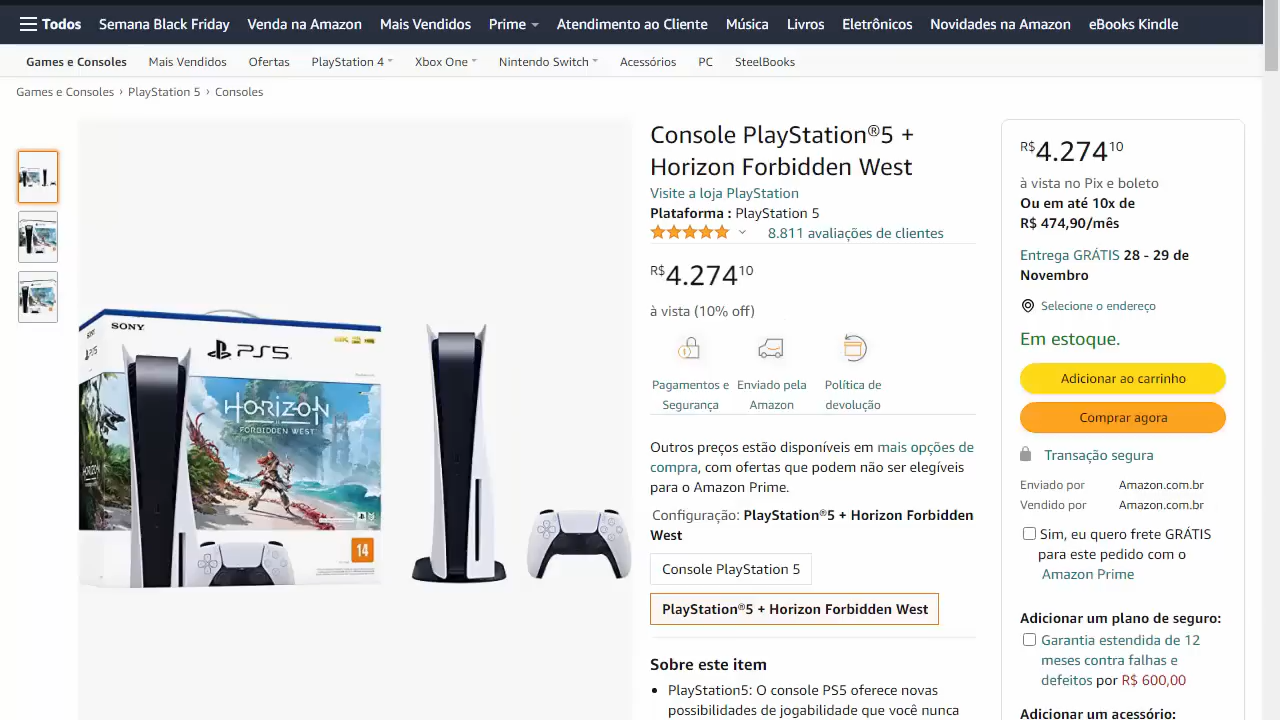 Todos Semana Black Friday Venda na Amazon Mais Vendidos Prime Atendimento ao Cliente Música Livros Eletrônicos Novidades na Amazon eBooks Kindle
Games e Consoles Mais Vendidos Ofertas PlayStation 4 Xbox One Nintendo Switch Acessórios PC SteelBooks
Games e Consoles › PlayStation 5 › Consoles
SONY
PS5
HORIZON
FORBIDDEN WEST
14
Console PlayStation®5 +
Horizon Forbidden West
Visite a loja PlayStation
Plataforma : PlayStation 5
8.811 avaliações de clientes
R$4.27410
à vista (10% off)
Pagamentos e
Segurança
Enviado pela
Amazon
Política de
devolução
Outros preços estão disponíveis em mais opções de
compra, com ofertas que podem não ser elegíveis
para o Amazon Prime.
Configuração: PlayStation®5 + Horizon Forbidden
West
Console PlayStation 5
PlayStation®5 + Horizon Forbidden West
Sobre este item
• PlayStation5: O console PS5 oferece novas
possibilidades de jogabilidade que você nunca
R$4.27410
à vista no Pix e boleto
Ou em até 10x de
R$ 474,90/mês
Entrega GRÁTIS 28 - 29 de
Novembro
Selecione o endereço
Em estoque.
Adicionar ao carrinho
Comprar agora
Transação segura
Enviado por Amazon.com.br
Vendido por Amazon.com.br
Sim, eu quero frete GRÁTIS
para este pedido com o
Amazon Prime
Adicionar um plano de seguro:
Garantia estendida de 12
meses contra falhas e
defeitos por R$ 600,00
Adicionar um acessório: